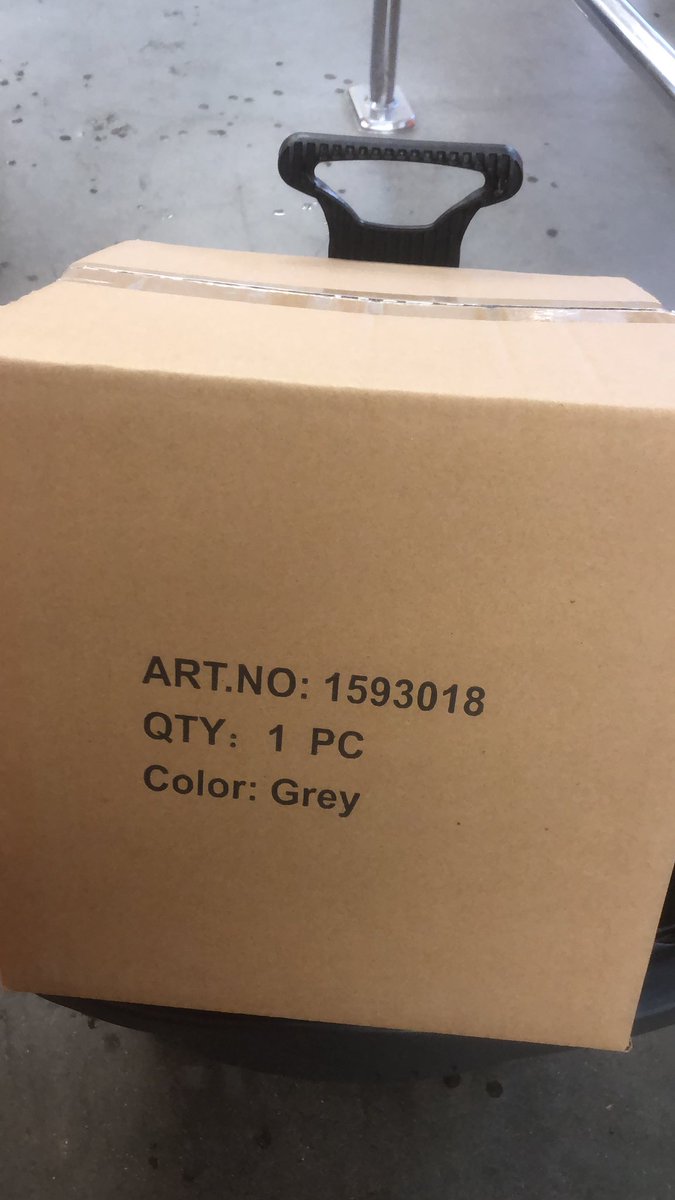 ART.NO: 1593018
QTY: 1 PC
Color: Grey